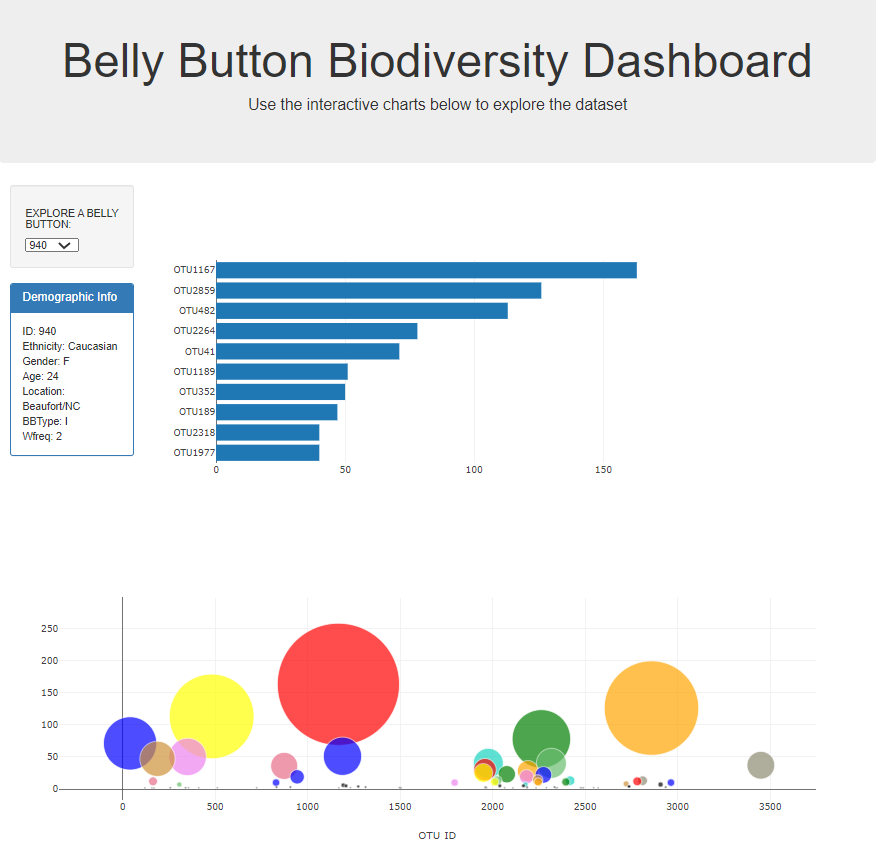 Belly Button Biodiversity Dashboard
Use the interactive charts below to explore the dataset
EXPLORE A BELLY
BUTTON:
940
Demographic Info
ID: 940
Ethnicity: Caucasian
Gender: F
Age: 24
Location:
Beaufort/NC
BBType: I
Wfreq: 2
OTU1167
OTU2859
OTU482
OTU2264
OTU41
OTU1189
OTU352
OTU189
OTU2318
OTU1977
0 50 100 150
250
200
150
100
50
0
0 500 1000 1500 2000 2500 3000 3500
OTU ID